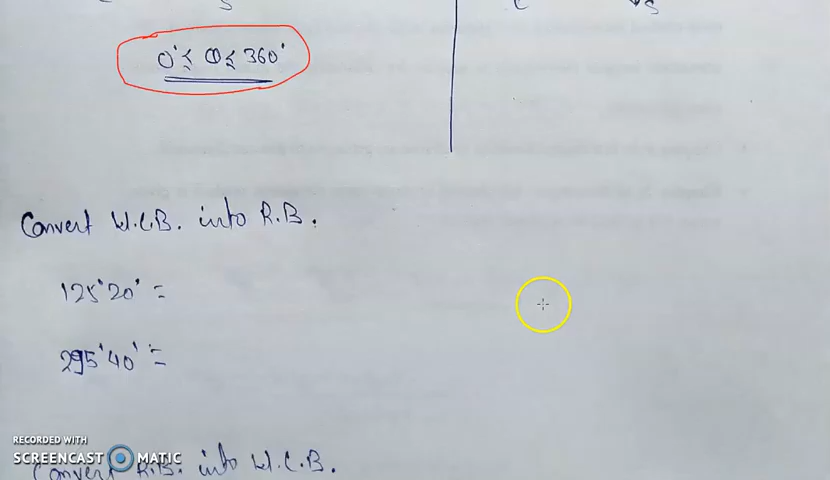 S
S
0° ≤ θ ≤ 360°
Convert W.C.B. into R.B.
125°20' =
295°40' =
RECORDED WITH
SCREENCAST MATIC
Convert R.B. into W.C.B.